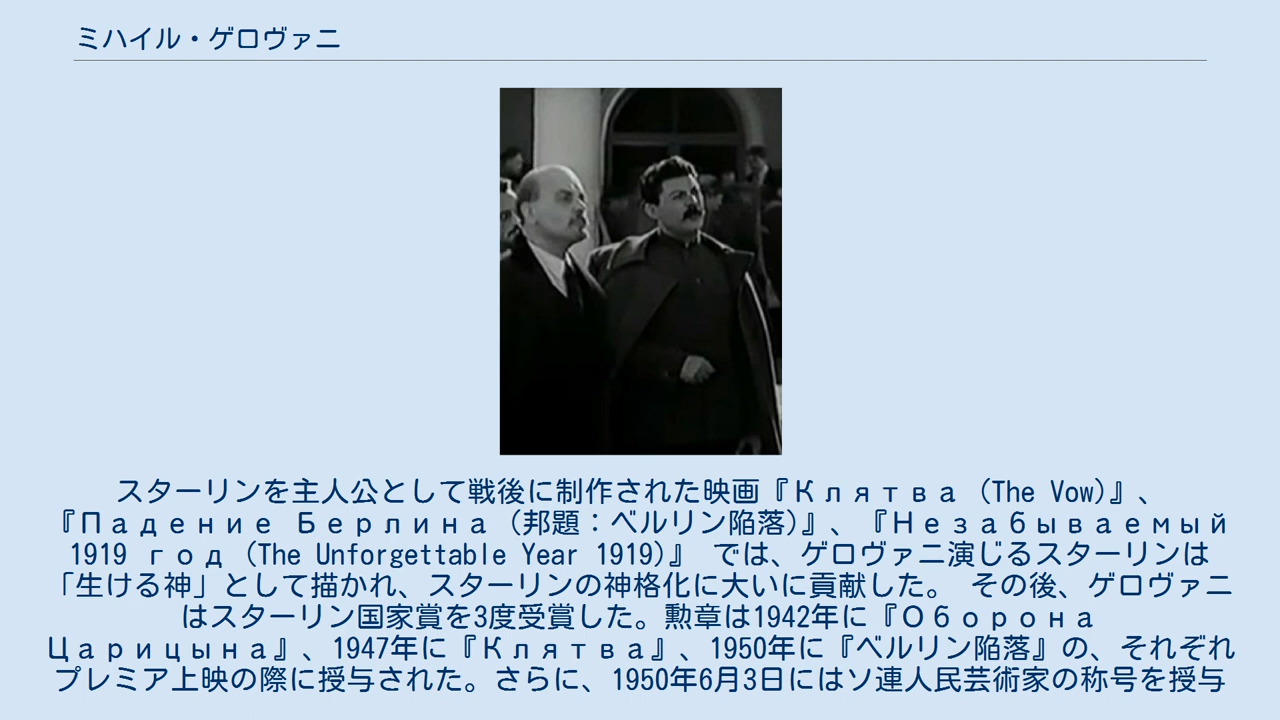 ミハイル・ゲロヴァニ
スターリンを主人公として戦後に制作された映画『Клятва (The Vow)』、
『Падение Берлина (邦題：ベルリン陥落)』、『Незабываемый
1919 год (The Unforgettable Year 1919)』 では、ゲロヴァニ演じるスターリンは
「生ける神」として描かれ、スターリンの神格化に大いに貢献した。 その後、ゲロヴァニ
はスターリン国家賞を3度受賞した。勲章は1942年に『Оборона
Царицына』、1947年に『Клятва』、1950年に『ベルリン陥落』の、それぞれ
プレミア上映の際に授与された。さらに、1950年6月3日にはソ連人民芸術家の称号を授与